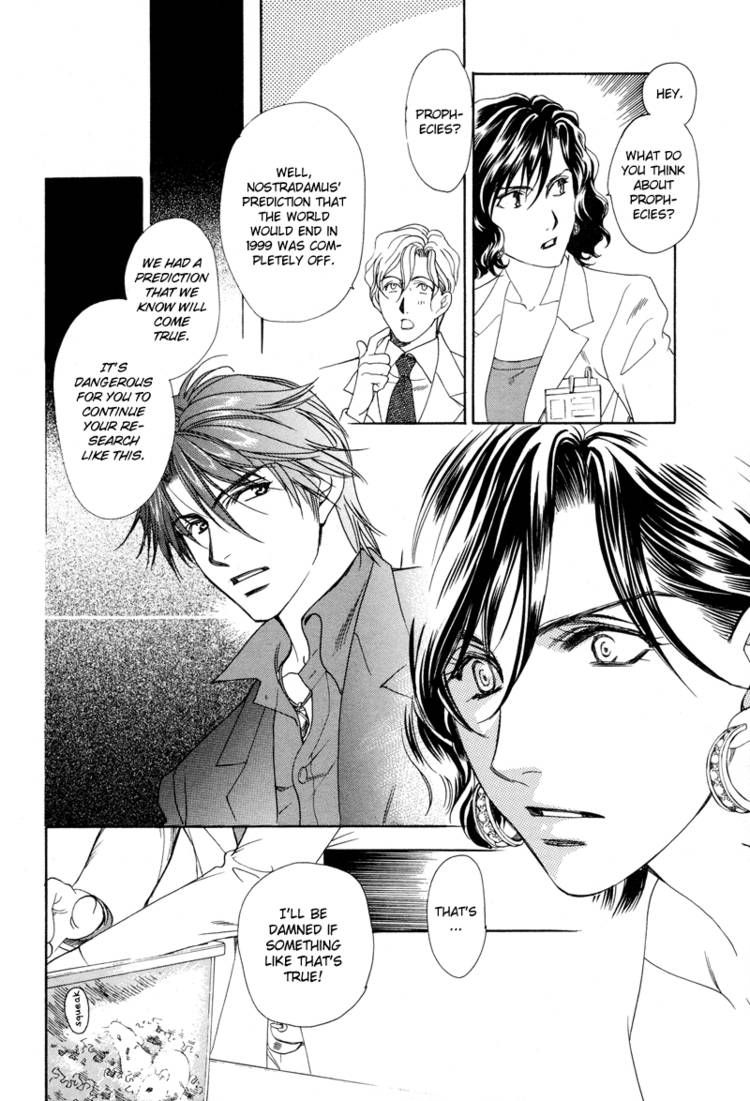 HEY.
WHAT DO
YOU THINK
ABOUT
PROPH-
ECIES?
PROPH-
ECIES?
WELL,
NOSTRADAMUS'
PREDICTION THAT
THE WORLD
WOULD END IN
1999 WAS COM-
PLETELY OFF.
WE HAD A
PREDICTION
THAT WE
KNOW WILL
COME
TRUE.
IT'S
DANGEROUS
FOR YOU TO
CONTINUE
YOUR RE-
SEARCH
LIKE THIS.
THAT'S
...
I'LL BE
DAMNED IF
SOMETHING
LIKE THAT'S
TRUE!
squeak